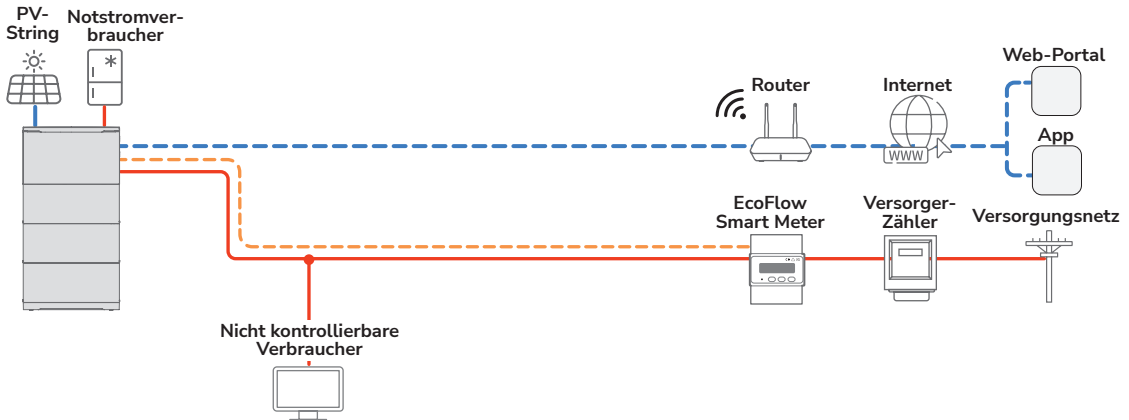 PV-
String
Notstromver-
braucher
Router
Internet
Web-Portal
App
WWW
EcoFlow
Smart Meter
Versorger-
Zähler
Versorgungsnetz
Nicht kontrollierbare
Verbraucher